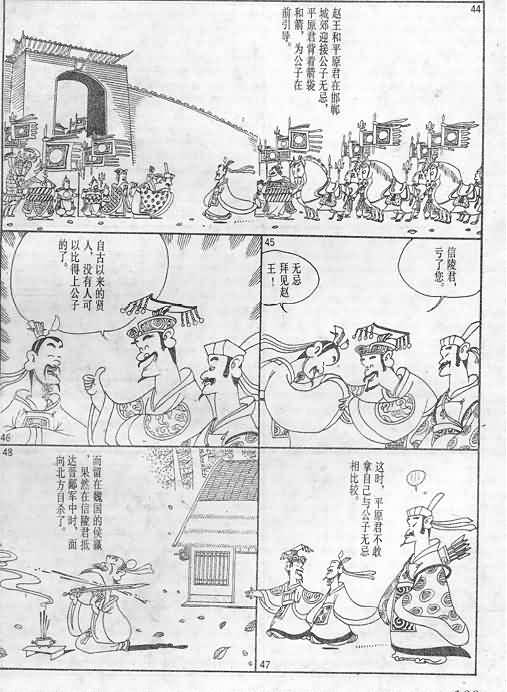 44
赵王和平原君在邯郸
城郊迎接公子无忌，
平原君背着箭袋
和箭，为公子在
前引导。
45
信陵君，
亏了您。
无忌
拜见赵
王！
46
自古以来的贤
人，没有人可
以比得上公子
的了。
47
这时，平原君不敢
拿自己与公子无忌
相比较。
48
而留在魏国的侯嬴
，果然在信陵君抵
达晋鄙军中时，面
向北方自杀了。